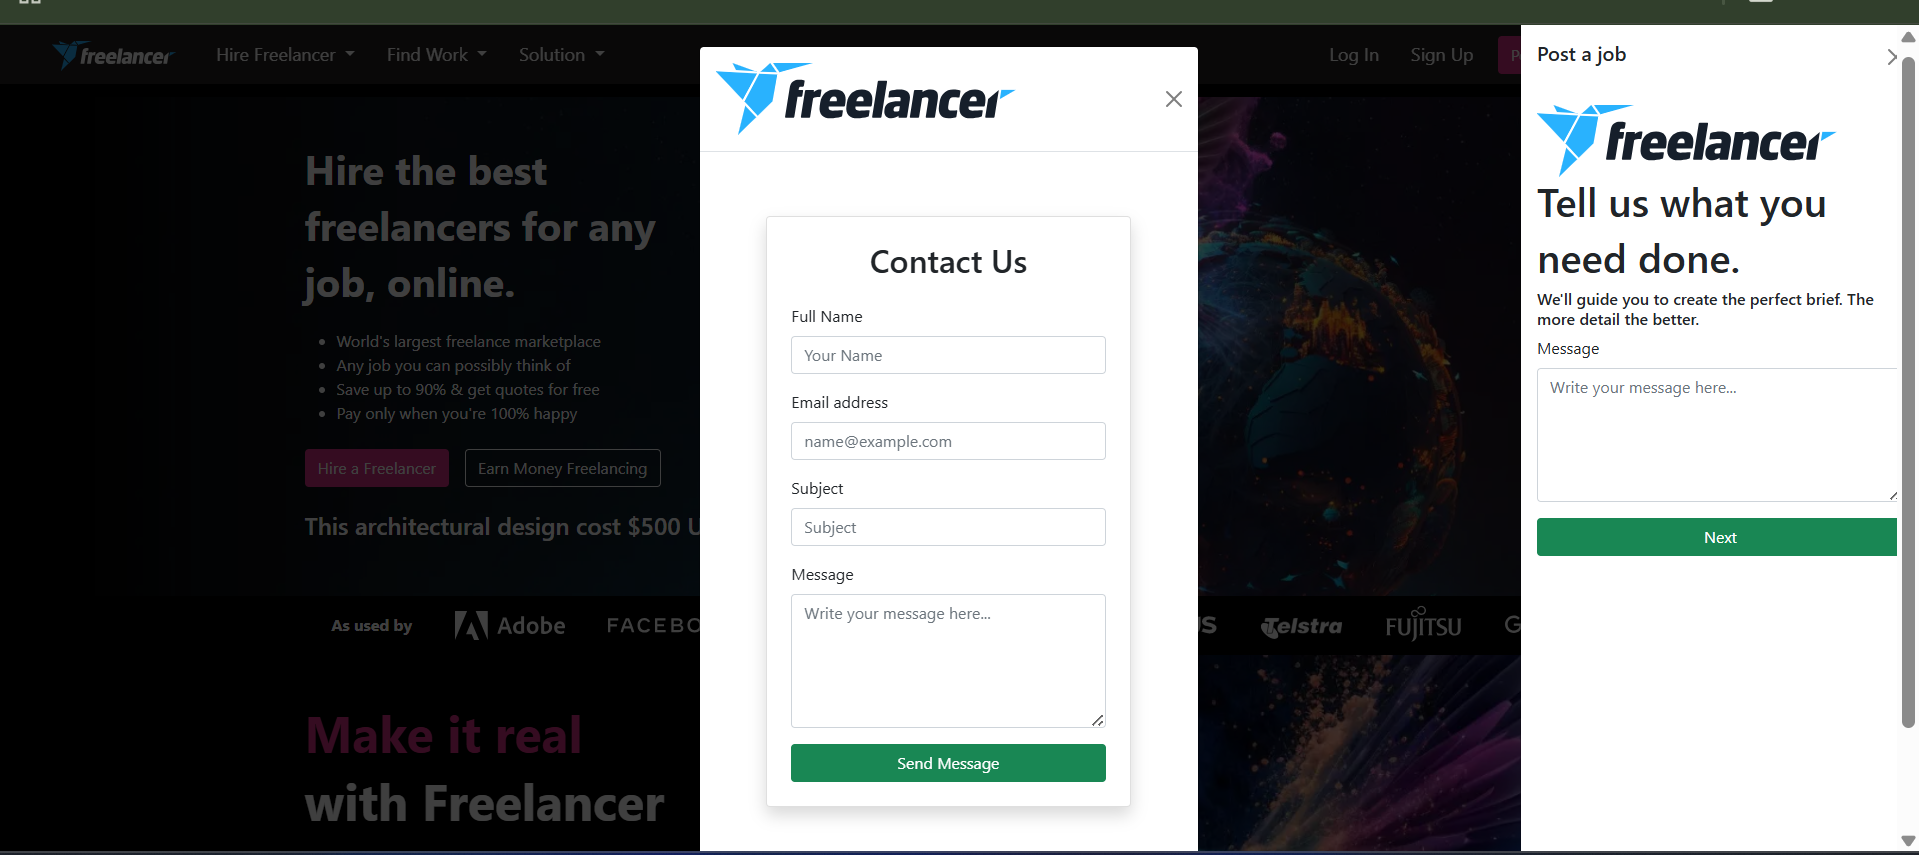 freelancer
Hire Freelancer
Find Work
Solution
Log In
Sign Up
Hire the best
freelancers for any
job, online.
World's largest freelance marketplace
Any job you can possibly think of
Save up to 90% & get quotes for free
Pay only when you're 100% happy
Hire a Freelancer
Earn Money Freelancing
This architectural design cost $500 U
As used by
Adobe
FACEBO
US
Telstra
FUJITSU
G
Make it real
with Freelancer
freelancer
Contact Us
Full Name
Your Name
Email address
name@example.com
Subject
Subject
Message
Write your message here...
Send Message
Post a job
freelancer
Tell us what you
need done.
We'll guide you to create the perfect brief. The
more detail the better.
Message
Write your message here...
Next